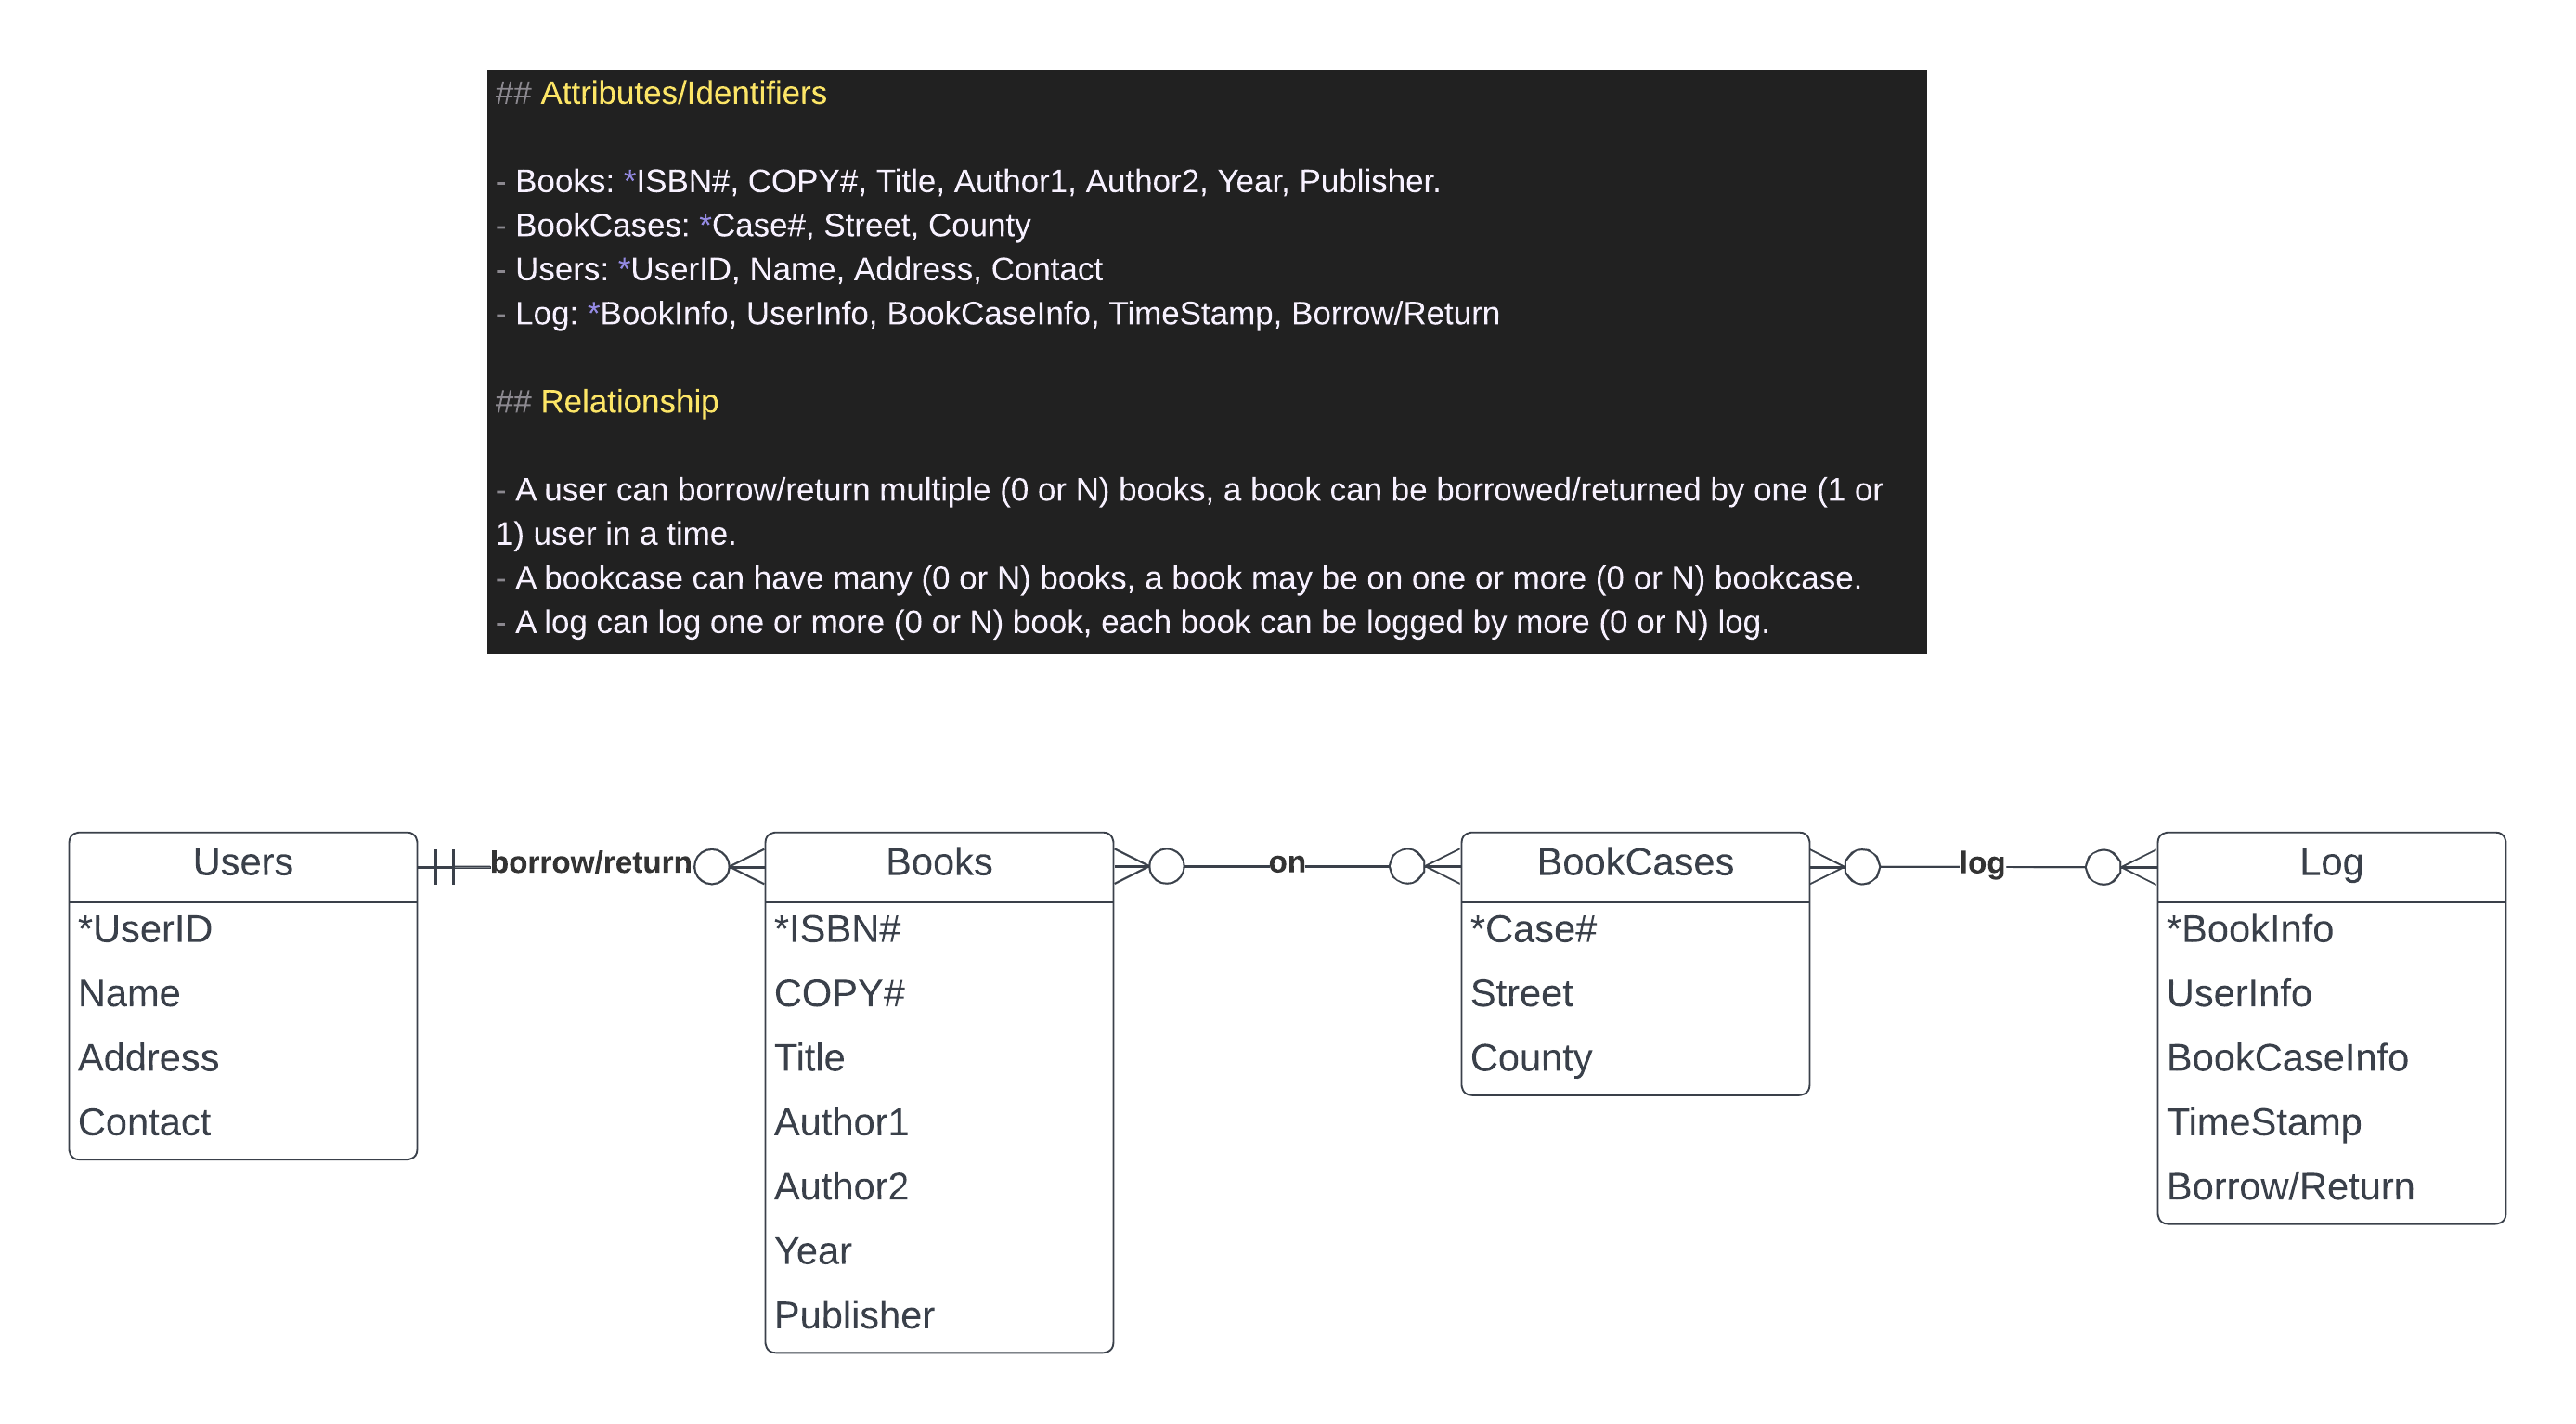 ## Attributes/Identifiers
- Books: *ISBN#, COPY#, Title, Author1, Author2, Year, Publisher.
- BookCases: *Case#, Street, County
- Users: *UserID, Name, Address, Contact
- Log: *BookInfo, UserInfo, BookCaseInfo, TimeStamp, Borrow/Return
## Relationship
- A user can borrow/return multiple (0 or N) books, a book can be borrowed/returned by one (1 or
1) user in a time.
- A bookcase can have many (0 or N) books, a book may be on one or more (0 or N) bookcase.
- A log can log one or more (0 or N) book, each book can be logged by more (0 or N) log.
Users
*UserID
Name
Address
Contact
borrow/return
Books
*ISBN#
COPY#
Title
Author1
Author2
Year
Publisher
on
BookCases
*Case#
Street
County
log
Log
*BookInfo
UserInfo
BookCaseInfo
TimeStamp
Borrow/Return